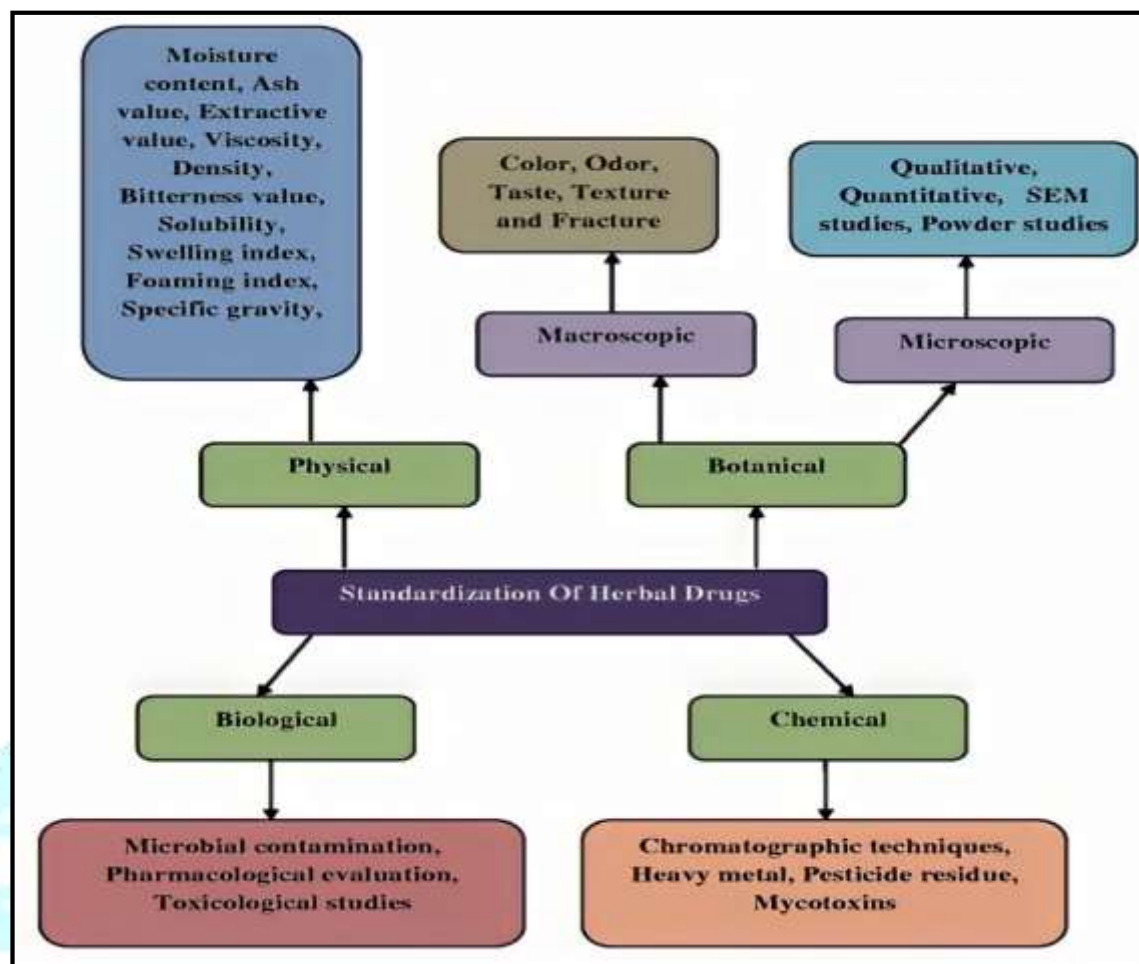 Moisture
content, Ash
value, Extractive
value, Viscosity,
Density,
Bitterness value,
Solubility,
Swelling index,
Foaming index,
Specific gravity,
Color, Odor,
Taste, Texture
and Fracture
Qualitative,
Quantitative, SEM
studies, Powder studies
Macroscopic
Microscopic
Physical
Botanical
Standardization Of Herbal Drugs
Biological
Chemical
Microbial contamination,
Pharmacological evaluation,
Toxicological studies
Chromatographic techniques,
Heavy metal, Pesticide residue,
Mycotoxins